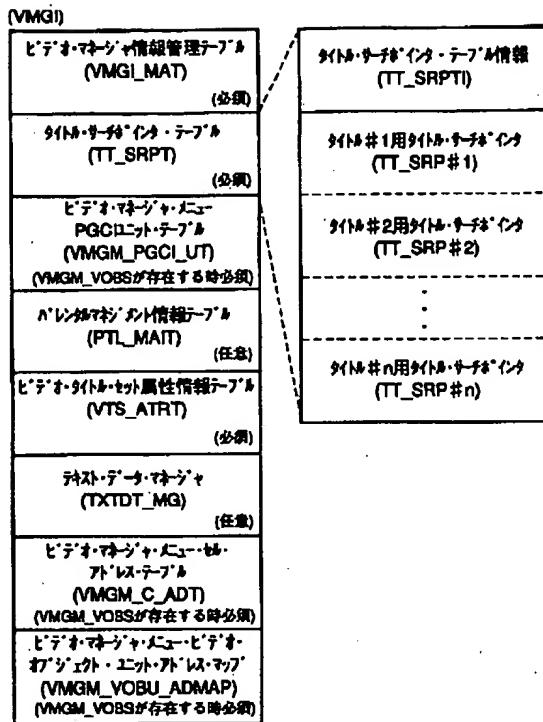 (VMGI)
ビデオ・マネージャ情報管理テーブル
(VMGI_MAT)
(必須)
タイトル・サーチポインタ・テーブル
(TT_SRPT)
(必須)
ビデオ・マネージャ・メニュー
PGCIユニット・テーブル
(VMGM_PGCI_UT)
(VMGM_VOBSが存在する時必須)
パレンタルマネジメント情報テーブル
(PTL_MAIT)
(任意)
ビデオ・タイトル・セット属性情報テーブル
(VTS_ATRT)
(必須)
テキスト・データ・マネージャ
(TXTDT_MG)
(任意)
ビデオ・マネージャ・メニュー・セル・
アドレス・テーブル
(VMGM_C_ADT)
(VMGM_VOBSが存在する時必須)
ビデオ・マネージャ・メニュー・ビデオ・
オブジェクト・ユニット・アドレス・マップ
(VMGM_VOBU_ADMAP)
(VMGM_VOBSが存在する時必須)
タイトル・サーチポインタ・テーブル情報
(TT_SRPTI)
タイトル#1用タイトル・サーチポインタ
(TT_SRP#1)
タイトル#2用タイトル・サーチポインタ
(TT_SRP#2)
タイトル#n用タイトル・サーチポインタ
(TT_SRP#n)